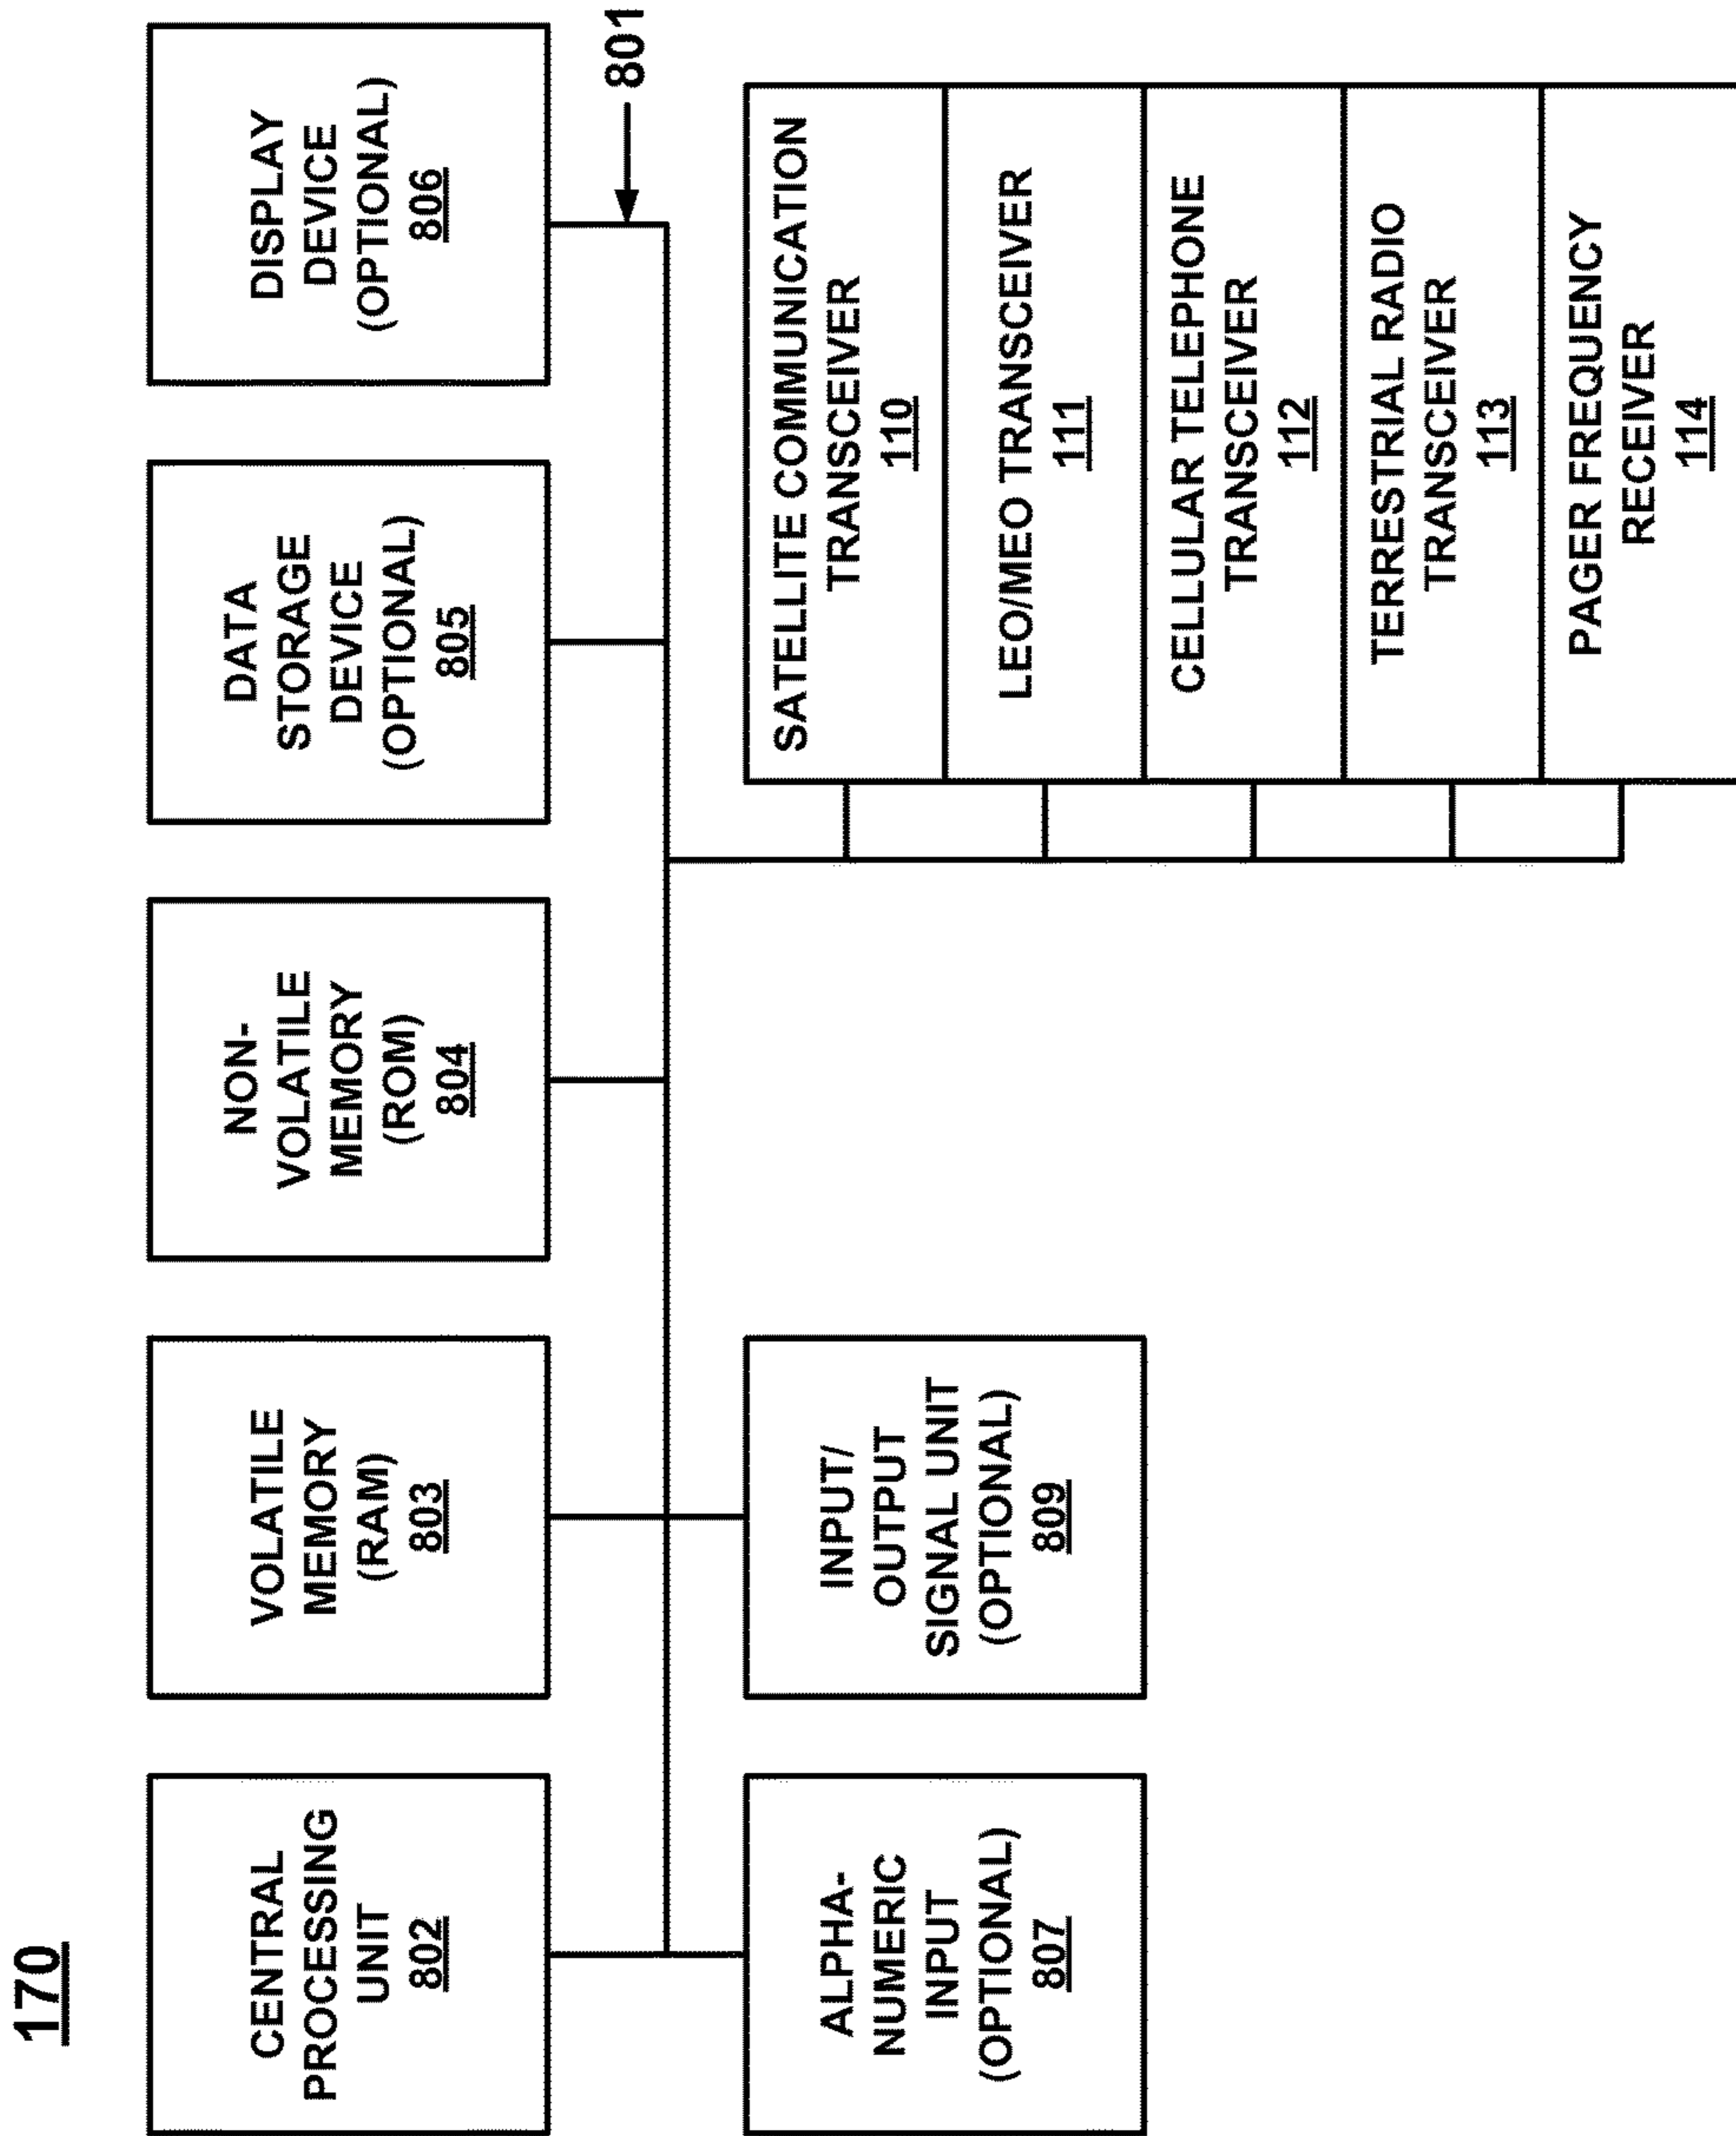 170
CENTRAL
PROCESSING
UNIT
802
VOLATILE
MEMORY
(RAM)
803
NON-
VOLATILE
MEMORY
(ROM)
804
DATA
STORAGE
DEVICE
(OPTIONAL)
805
DISPLAY
DEVICE
(OPTIONAL)
806
801
ALPHA-
NUMERIC
INPUT
(OPTIONAL)
807
INPUT/
OUTPUT
SIGNAL UNIT
(OPTIONAL)
809
SATELLITE COMMUNICATION
TRANSCEIVER
110
LEO/MEO TRANSCEIVER
111
CELLULAR TELEPHONE
TRANSCEIVER
112
TERRESTRIAL RADIO
TRANSCEIVER
113
PAGER FREQUENCY
RECEIVER
114